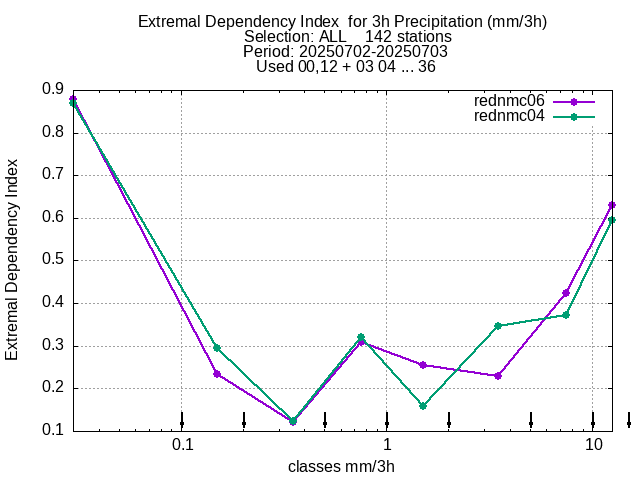 Extremal Dependency Index  for 3h Precipitation (mm/3h)
Selection: ALL    142 stations
Period: 20250702-20250703
Used 00,12 + 03 04 ... 36
rednmc06
rednmc04
0.9
0.8
0.7
0.6
0.5
0.4
0.3
0.2
0.1
Extremal Dependency Index
0.1 1 10
classes mm/3h